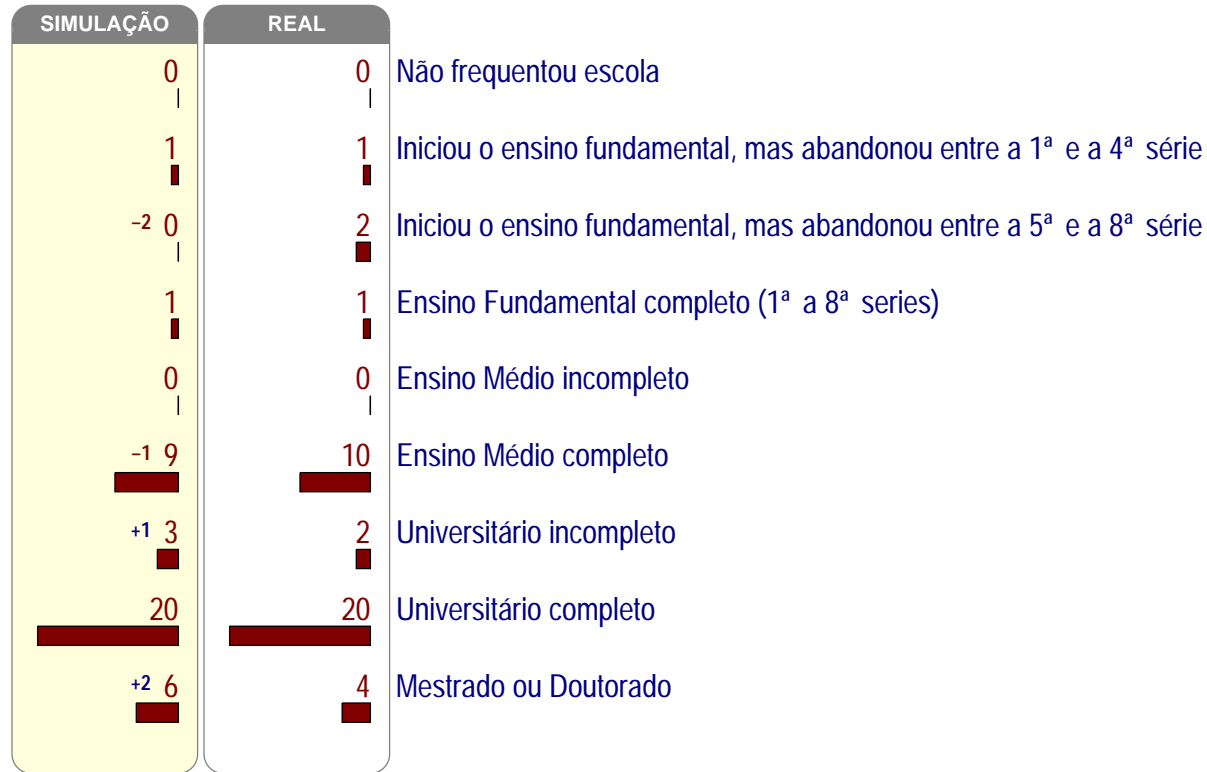 SIMULAÇÃO REAL
0 0 Não frequentou escola
1 1 Iniciou o ensino fundamental, mas abandonou entre a 1ª e a 4ª série
−2 0 2 Iniciou o ensino fundamental, mas abandonou entre a 5ª e a 8ª série
1 1 Ensino Fundamental completo (1ª a 8ª series)
0 0 Ensino Médio incompleto
−1 9 10 Ensino Médio completo
+1 3 2 Universitário incompleto
20 20 Universitário completo
+2 6 4 Mestrado ou Doutorado